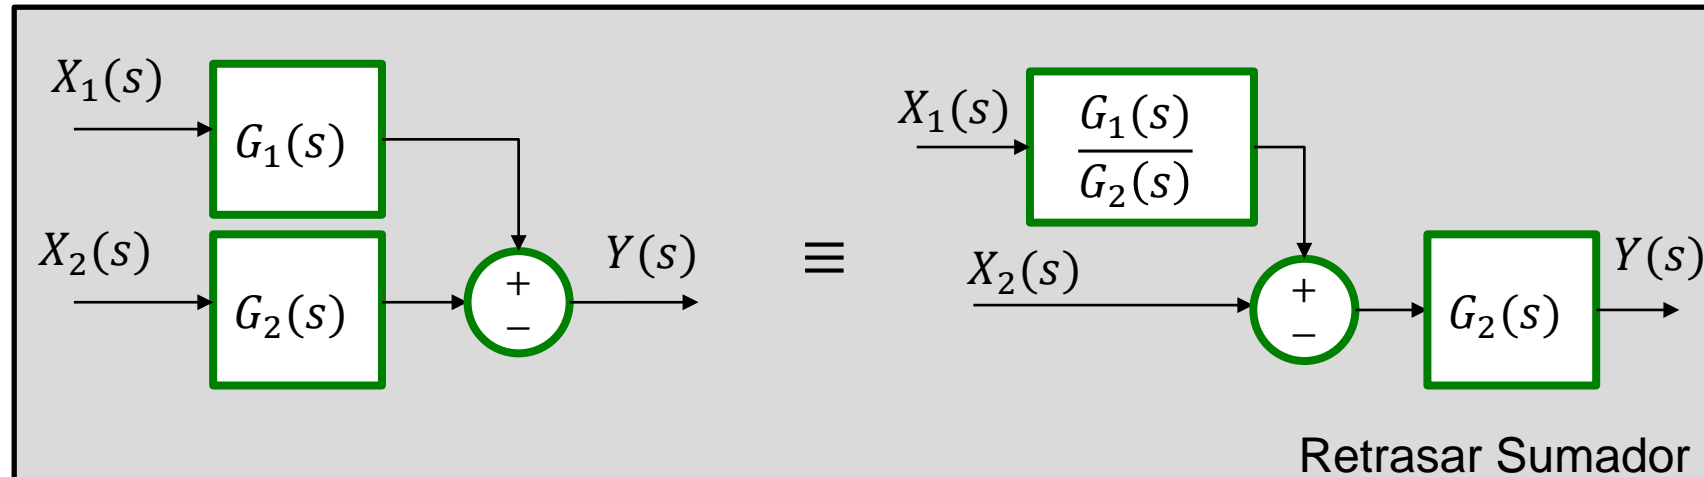 X₁(s)
G₁(s)
X₂(s)
G₂(s)
+
−
Y(s)
≡
X₁(s)
G₁(s)
G₂(s)
X₂(s)
+
−
G₂(s)
Y(s)
Retrasar Sumador